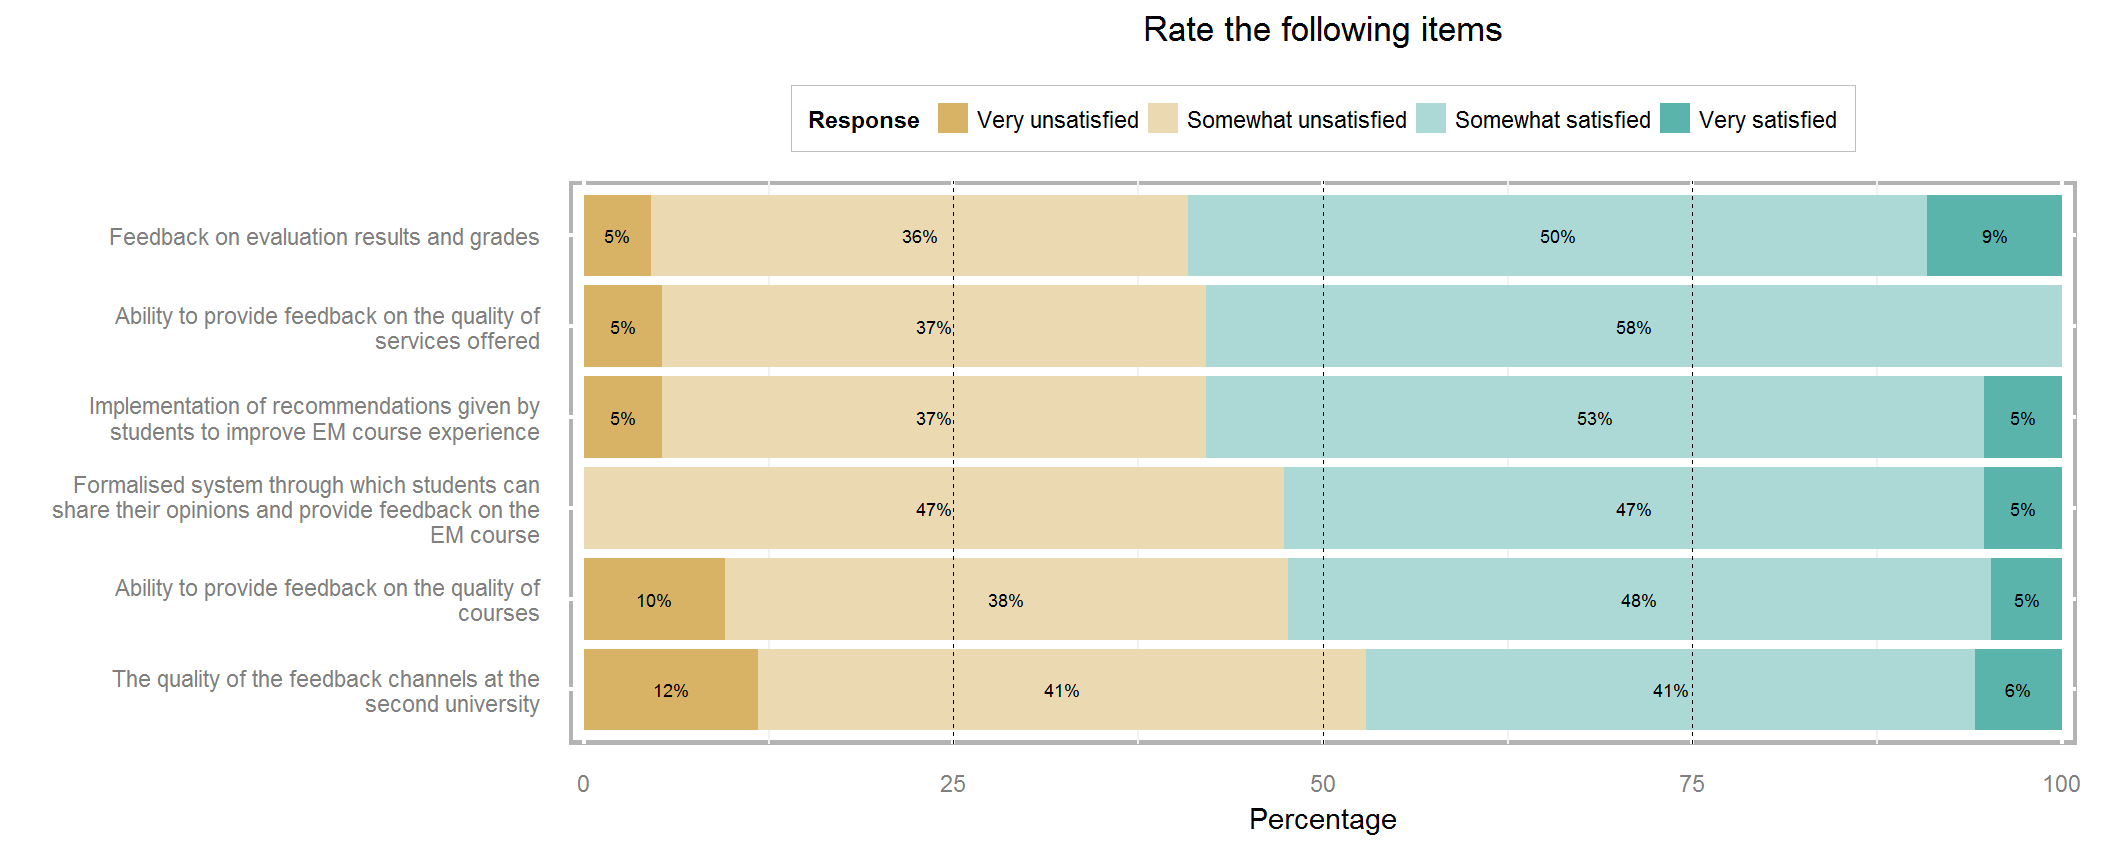 Rate the following items
Response Very unsatisfied Somewhat unsatisfied Somewhat satisfied Very satisfied
Feedback on evaluation results and grades
5% 36% 50% 9%
Ability to provide feedback on the quality of
services offered
5% 37% 58%
Implementation of recommendations given by
students to improve EM course experience
5% 37% 53% 5%
Formalised system through which students can
share their opinions and provide feedback on the
EM course
47% 47% 5%
Ability to provide feedback on the quality of
courses
10% 38% 48% 5%
The quality of the feedback channels at the
second university
12% 41% 41% 6%
0 25 50 75 100
Percentage